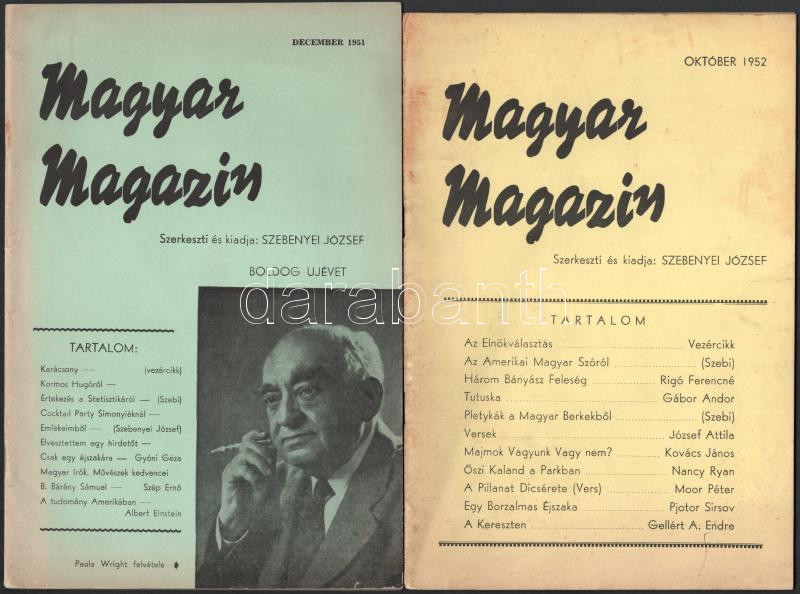 DECEMBER 1951
Magyar
Magazin
Szerkeszti és kiadja: SZEBENYEI JÓZSEF
BOLDOG UJÉVET
TARTALOM:
Karácsony — (vezércikk)
Kormos Hugóról —
Értekezés a Statisztikáról — (Szebi)
Cocktail Party Simonyiéknál —
Emlékeimből — (Szebenyei József)
Elvesztettem egy hirdetőt —
Csak egy éjszakára — Gyóni Géza
Magyar Irók, Művészek kedvencei
B. Bárány Sámuel — Szép Ernő
A tudomány Amerikában —
Albert Einstein
Paula Wright felvétele
OKTÓBER 1952
Magyar
Magazin
Szerkeszti és kiadja: SZEBENYEI JÓZSEF
TARTALOM
Az Elnökválasztás Vezércikk
Az Amerikai Magyar Szóról (Szebi)
Három Bányász Feleség Rigó Ferencné
Tutuska Gábor Andor
Pletykák a Magyar Berkekből (Szebi)
Versek József Attila
Majmok Vagyunk Vagy nem? Kovács János
Őszi Kaland a Parkban Nancy Ryan
A Pillanat Dicsérete (Vers) Moor Péter
Egy Borzalmas Éjszaka Pjotor Sirsov
A Kereszten Gellért A. Endre
darabanth